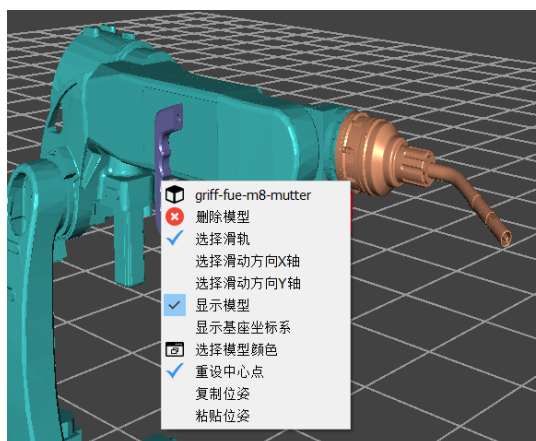 griff-fue-m8-mutter
删除模型
选择滑轨
选择滑动方向X轴
选择滑动方向Y轴
显示模型
显示基座坐标系
选择模型颜色
重设中心点
复制位姿
粘贴位姿